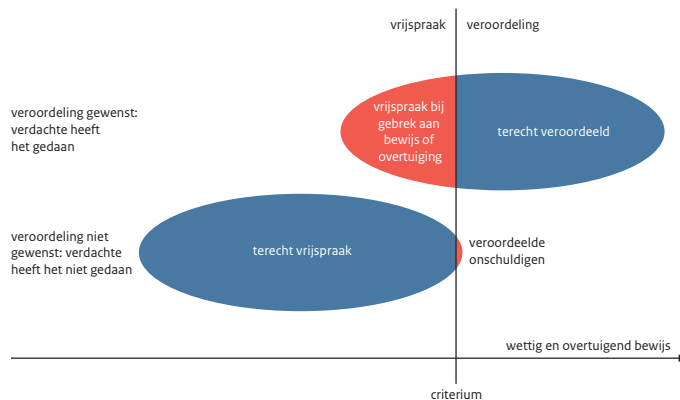 vrijspraak
veroordeling
veroordeling gewenst:
verdachte heeft
het gedaan
vrijspraak bij
gebrek aan
bewijs of
overtuiging
terecht veroordeeld
veroordeling niet
gewenst: verdachte
heeft het niet gedaan
terecht vrijspraak
veroordeelde
onschuldigen
wettig en overtuigend bewijs
criterium